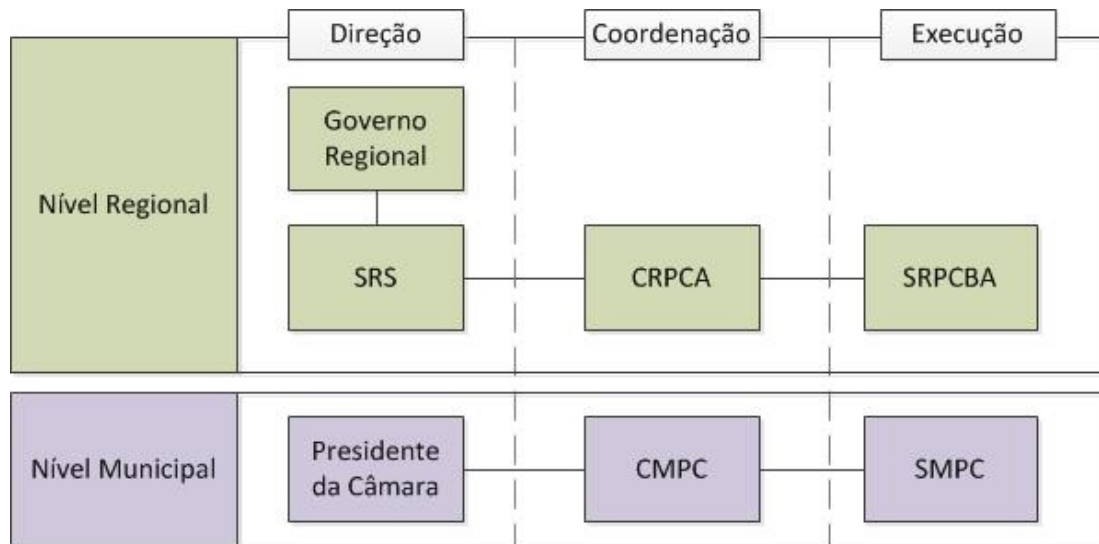 Direção
Coordenação
Execução
Nível Regional
Governo
Regional
SRS
CRPCA
SRPCBA
Nível Municipal
Presidente
da Câmara
CMPC
SMPC